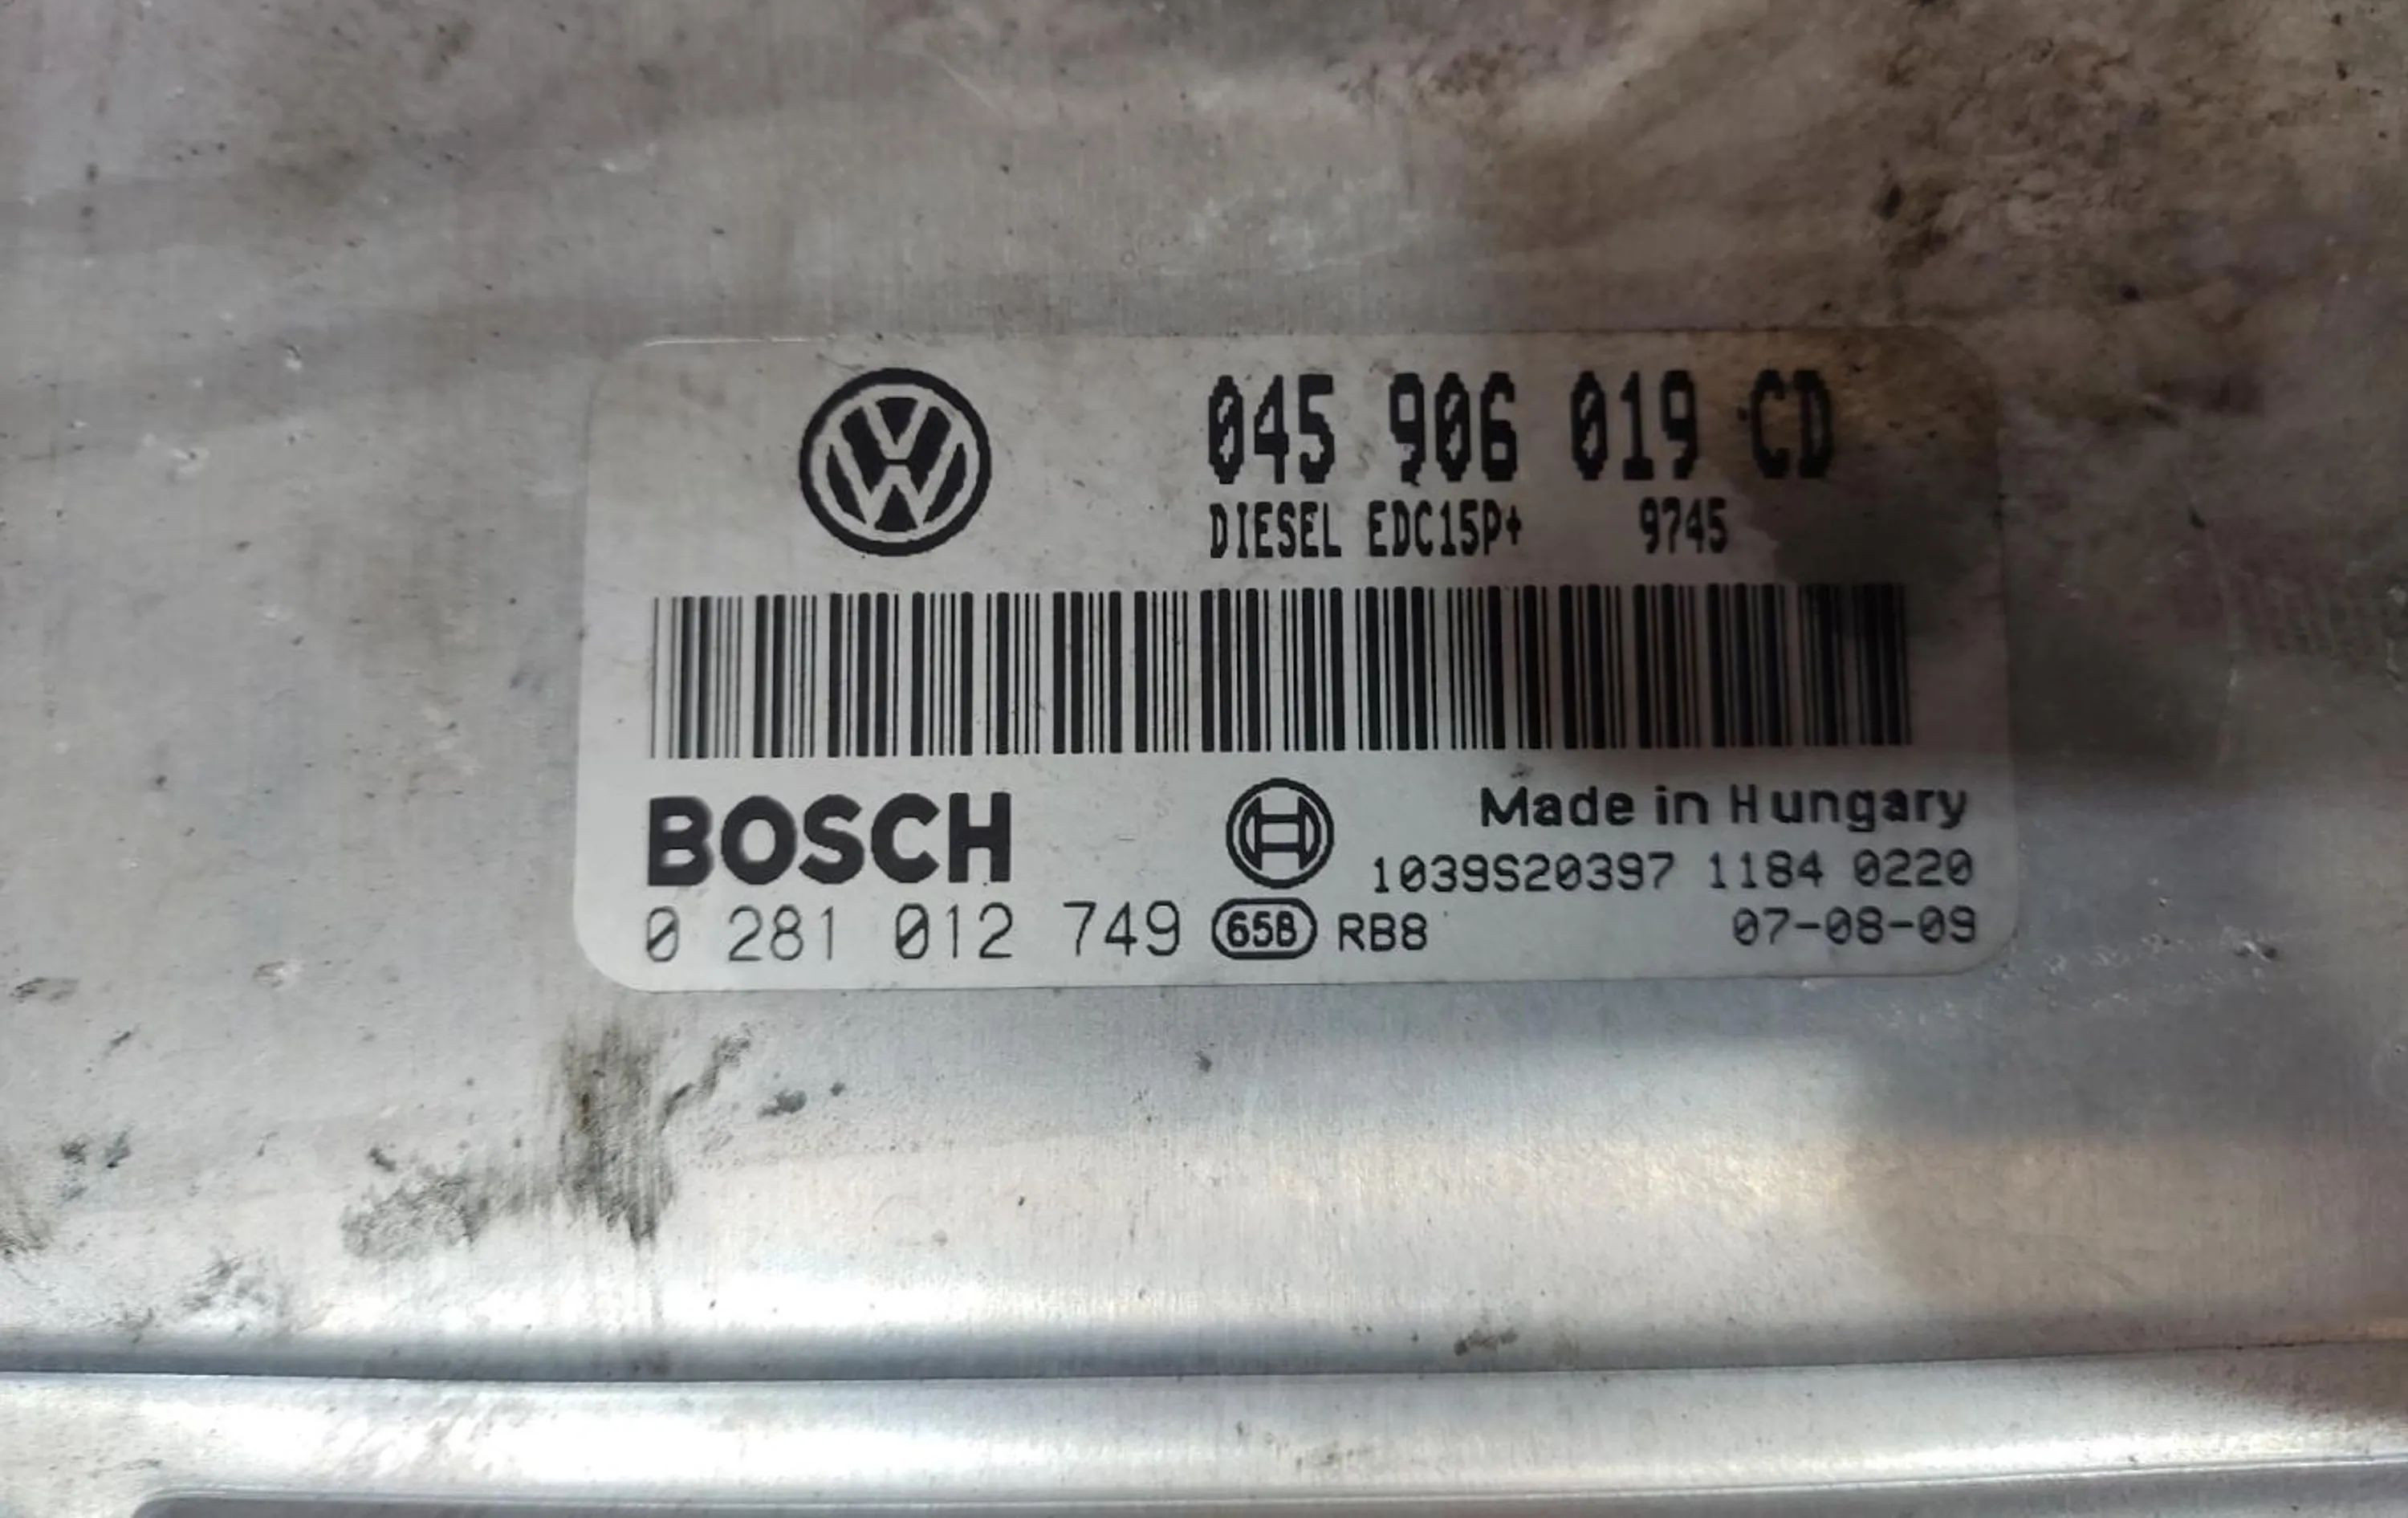 045 906 019 CD
DIESEL EDC15P+ 9745
BOSCH
Made in Hungary
1039S20397 1184 0220
0 281 012 749 65B RB8 07-08-09